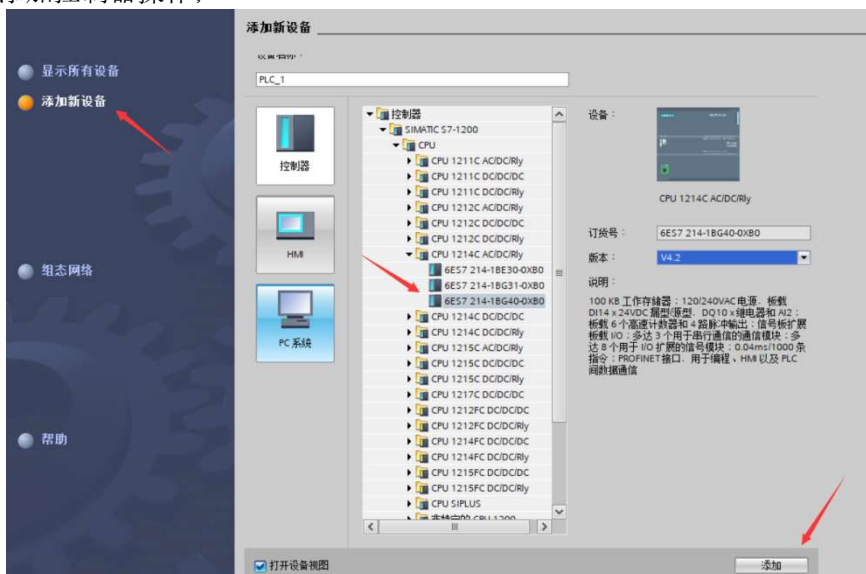 添加新设备
显示所有设备
添加新设备
组态网络
帮助
PLC_1
控制器
HMI
PC 系统
控制器
SIMATIC S7-1200
CPU
CPU 1211C AC/DC/Rly
CPU 1211C DC/DC/DC
CPU 1211C DC/DC/Rly
CPU 1212C AC/DC/Rly
CPU 1212C DC/DC/DC
CPU 1212C DC/DC/Rly
CPU 1214C AC/DC/Rly
6ES7 214-1BE30-0XB0
6ES7 214-1BG31-0XB0
6ES7 214-1BG40-0XB0
CPU 1214C DC/DC/DC
CPU 1214C DC/DC/Rly
CPU 1215C AC/DC/Rly
CPU 1215C DC/DC/DC
CPU 1215C DC/DC/Rly
CPU 1217C DC/DC/DC
CPU 1212FC DC/DC/DC
CPU 1212FC DC/DC/Rly
CPU 1214FC DC/DC/DC
CPU 1214FC DC/DC/Rly
CPU 1215FC DC/DC/DC
CPU 1215FC DC/DC/Rly
CPU SIPLUS
设备：
CPU 1214C AC/DC/Rly
订货号：
6ES7 214-1BG40-0XB0
版本：
V4.2
说明：
100 KB 工作存储器；120/240VAC 电源，板载
DI14 x 24VDC 漏型/源型，DQ10 x 继电器和 AI2；
板载 6 个高速计数器和 4 路脉冲输出；信号板扩展
板载 I/O；多达 3 个用于串行通信的通信模块；多
达 8 个用于 I/O 扩展的信号模块；0.04ms/1000 条
指令；PROFINET 接口，用于编程、HMI 以及 PLC
间数据通信
打开设备视图
添加